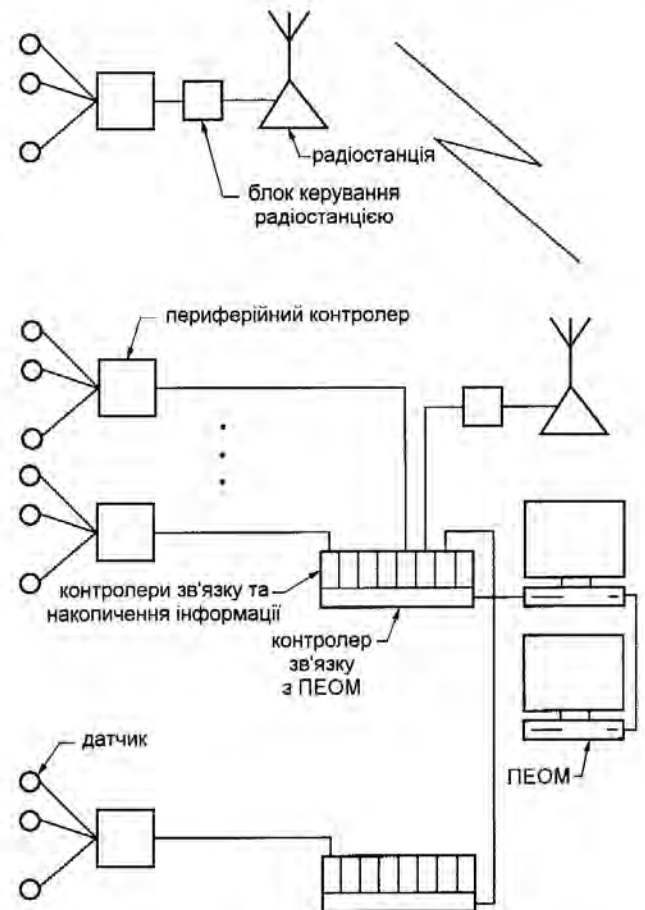 радіостанція
блок керування
радіостанцією
периферійний контролер
контролери зв'язку та
накопичення інформації
контролер
зв'язку
з ПЕОМ
датчик
ПЕОМ